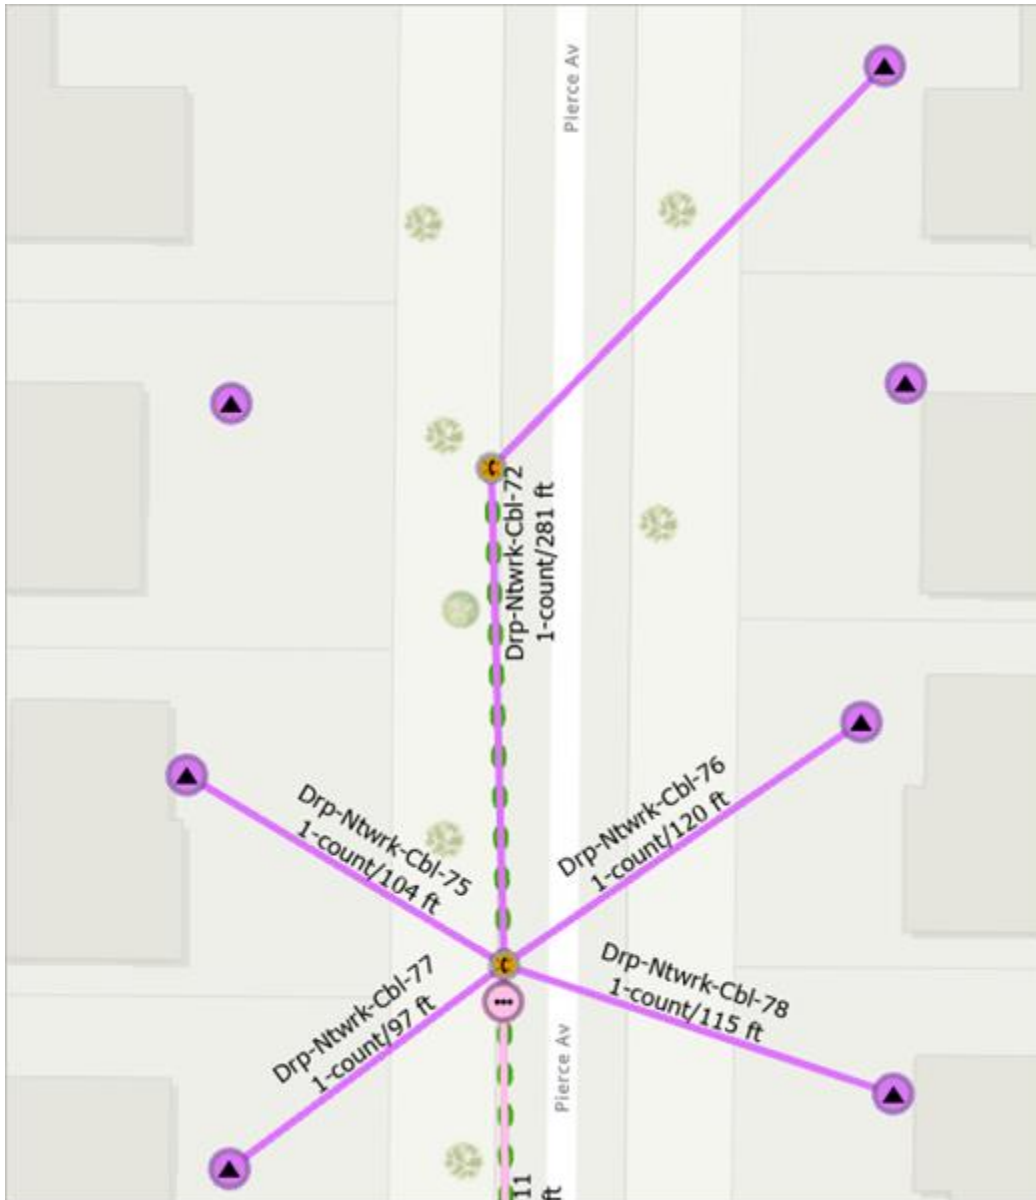 Pierce Av
Drp-Ntwrk-Cbl-72
1-count/281 ft
Drp-Ntwrk-Cbl-75
1-count/104 ft
Drp-Ntwrk-Cbl-76
1-count/120 ft
Drp-Ntwrk-Cbl-77
1-count/97 ft
Drp-Ntwrk-Cbl-78
1-count/115 ft
Pierce Av
11
ft